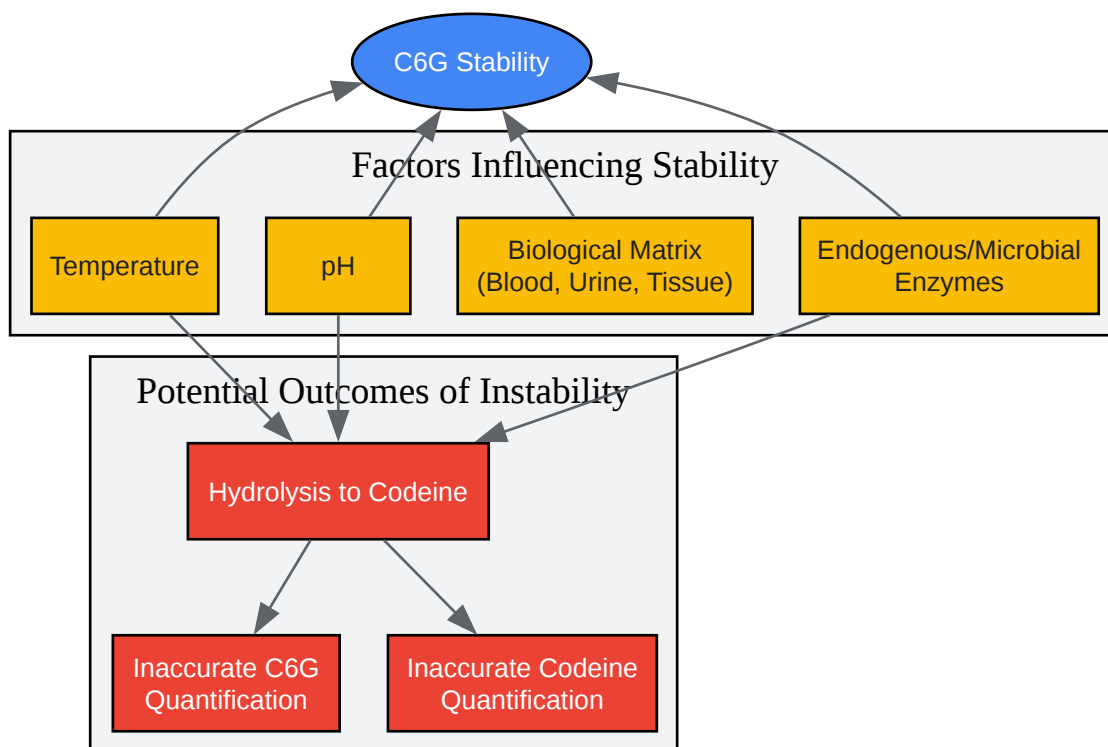 C6G Stability
Factors Influencing Stability
Temperature
pH
Biological Matrix
(Blood, Urine, Tissue)
Endogenous/Microbial
Enzymes
Potential Outcomes of Instability
Hydrolysis to Codeine
Inaccurate C6G
Quantification
Inaccurate Codeine
Quantification